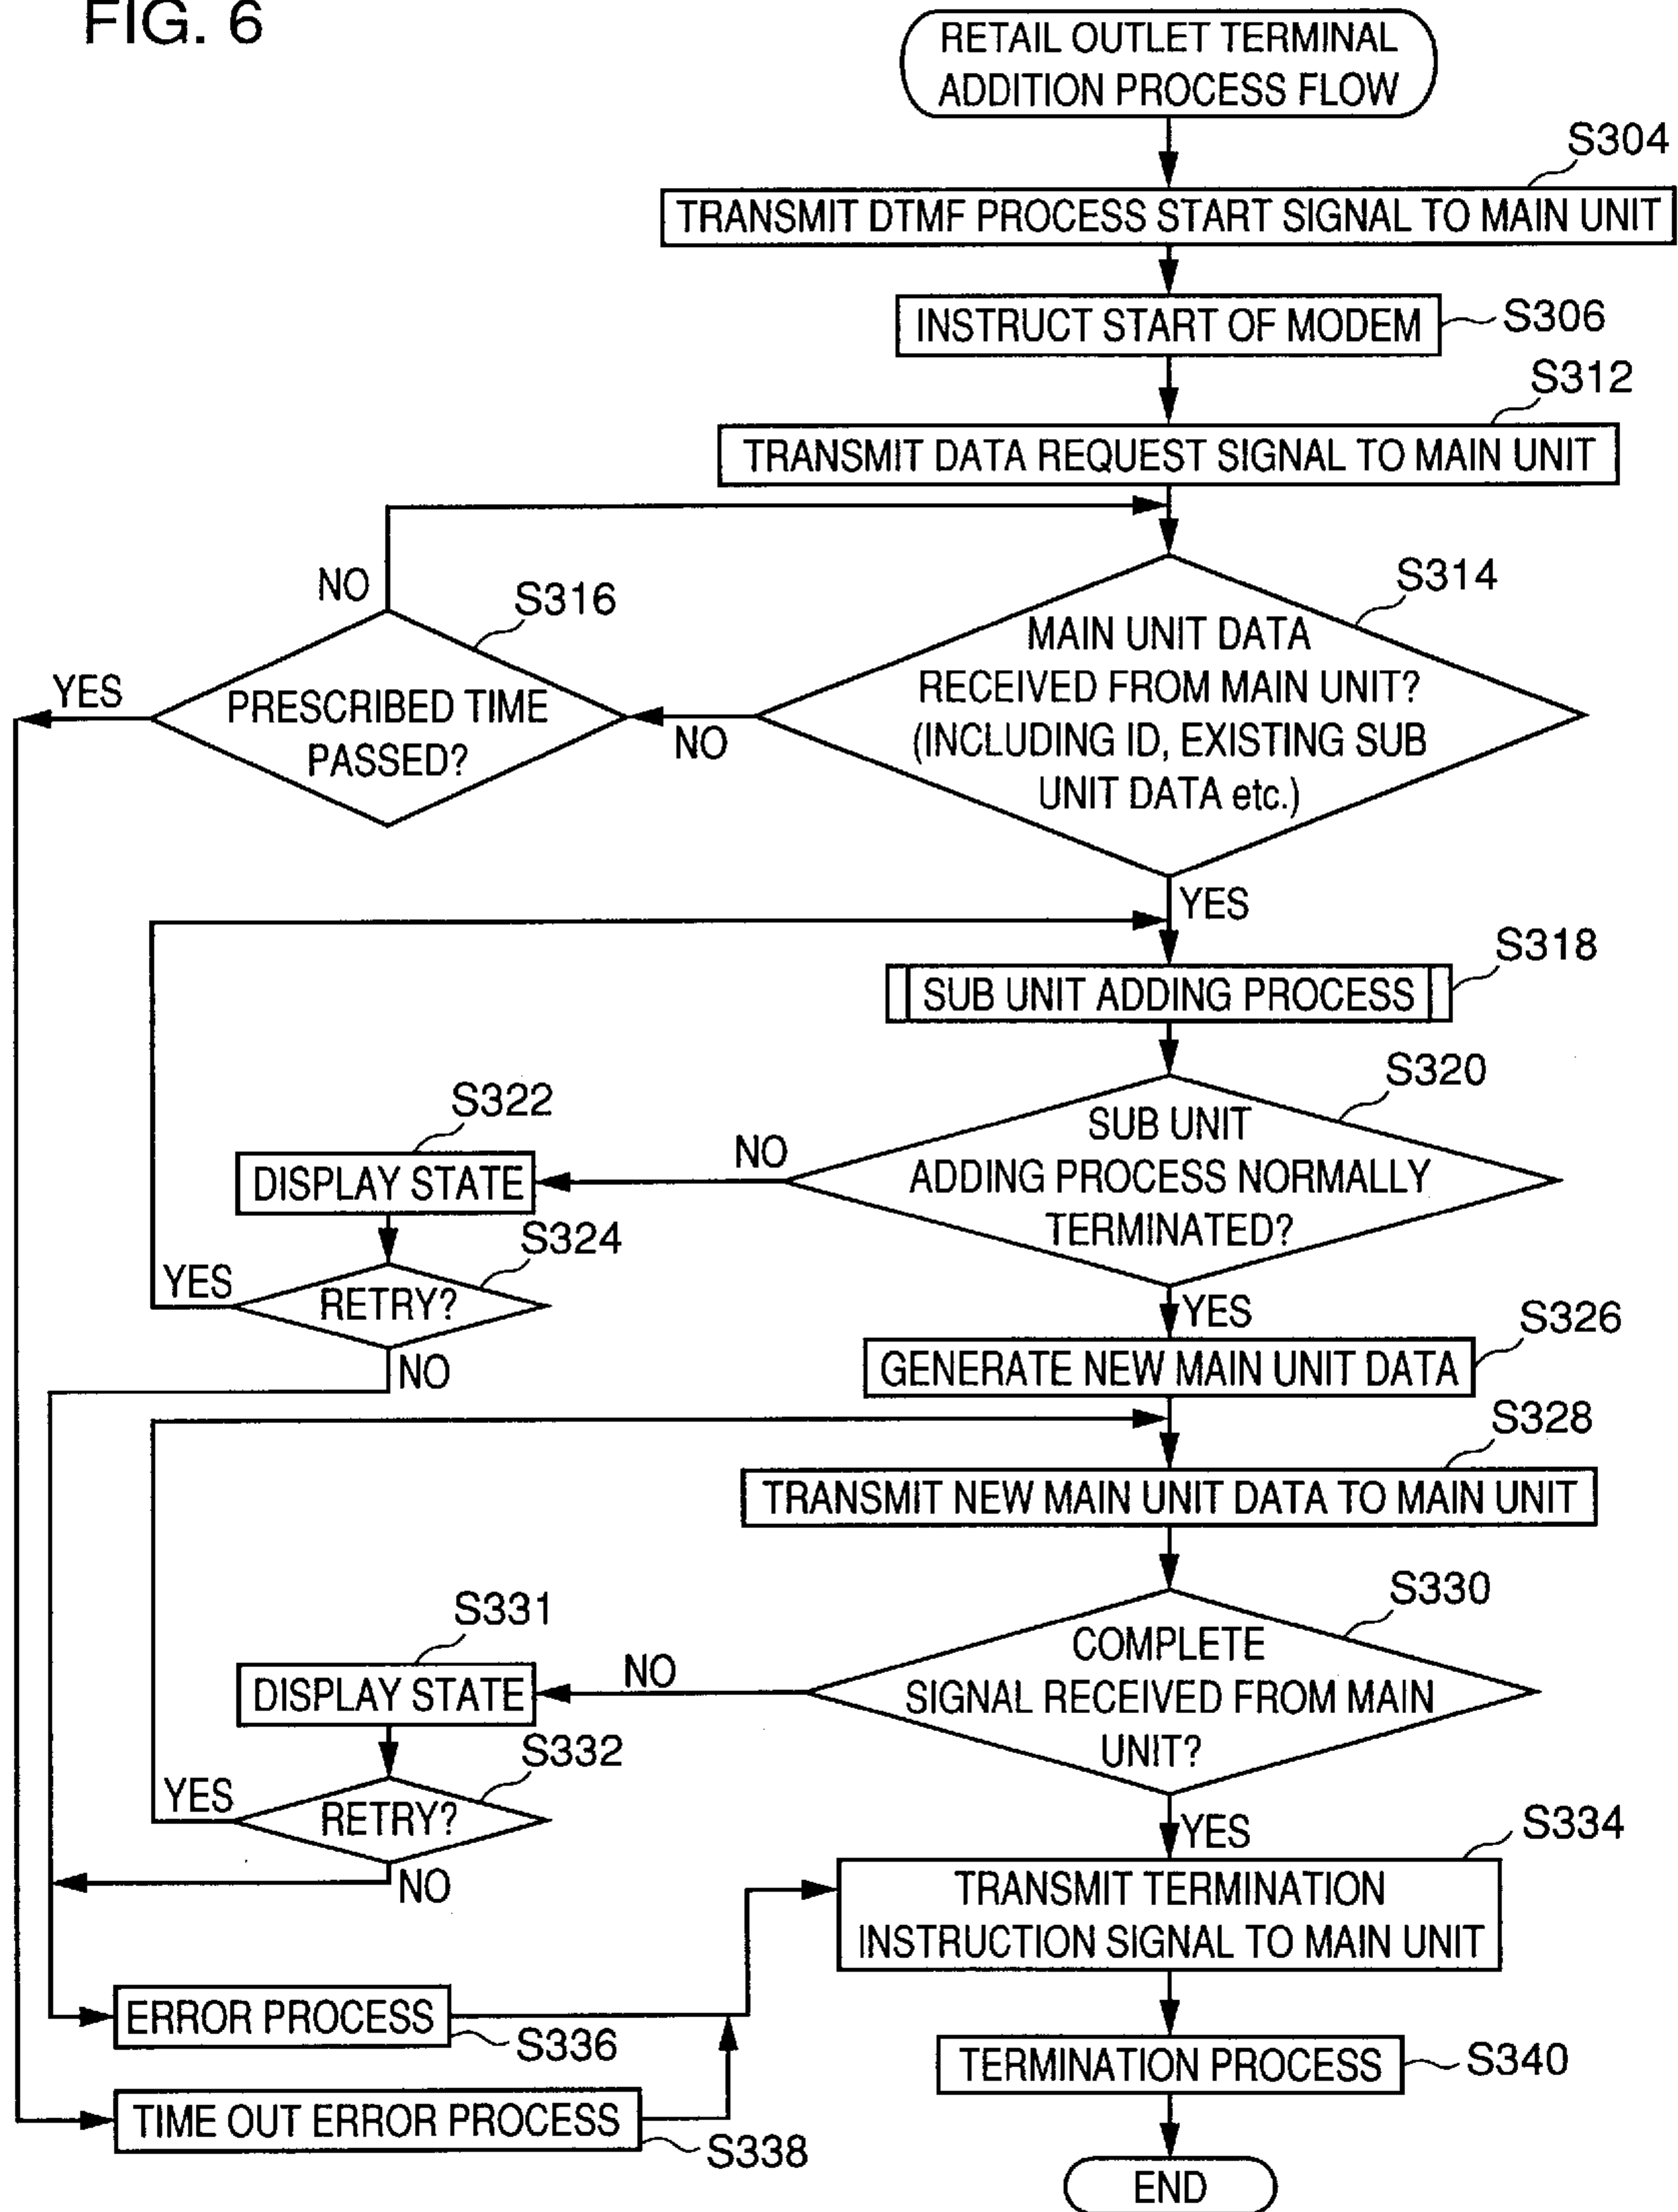 FIG. 6
RETAIL OUTLET TERMINAL
ADDITION PROCESS FLOW
S304
TRANSMIT DTMF PROCESS START SIGNAL TO MAIN UNIT
INSTRUCT START OF MODEM
S306
S312
TRANSMIT DATA REQUEST SIGNAL TO MAIN UNIT
NO
S316
S314
YES
PRESCRIBED TIME
PASSED?
NO
MAIN UNIT DATA
RECEIVED FROM MAIN UNIT?
(INCLUDING ID, EXISTING SUB
UNIT DATA etc.)
YES
S318
SUB UNIT ADDING PROCESS
S320
S322
DISPLAY STATE
NO
SUB UNIT
ADDING PROCESS NORMALLY
TERMINATED?
S324
YES
RETRY?
NO
YES
S326
GENERATE NEW MAIN UNIT DATA
S328
TRANSMIT NEW MAIN UNIT DATA TO MAIN UNIT
S330
S331
DISPLAY STATE
NO
COMPLETE
SIGNAL RECEIVED FROM MAIN
UNIT?
S332
YES
RETRY?
NO
YES
S334
TRANSMIT TERMINATION
INSTRUCTION SIGNAL TO MAIN UNIT
ERROR PROCESS
S336
TERMINATION PROCESS
S340
TIME OUT ERROR PROCESS
S338
END